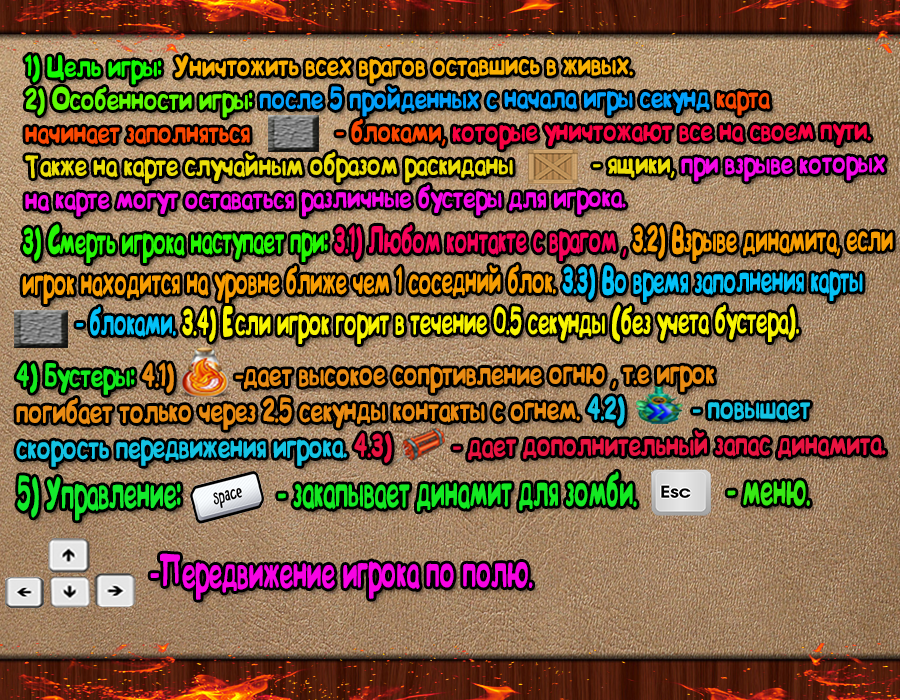 1) Цель игры: Уничтожить всех врагов оставшись в живых.
2) Особенности игры: после 5 пройденных с начала игры секунд карта
начинает заполняться - блоками, которые уничтожают все на своем пути.
Также на карте случайным образом раскиданы - ящики, при взрыве которых
на карте могут оставаться различные бустеры для игрока.
3) Смерть игрока наступает при: 3.1) Любом контакте с врагом , 3.2) Взрыве динамита, если
игрок находится на уровне ближе чем 1 соседний блок. 3.3) Во время заполнения карты
- блоками. 3.4) Если игрок горит в течение 0.5 секунды (без учета бустера).
4) Бустеры: 4.1) -дает высокое сопртивление огню , т.е игрок
погибает только через 2.5 секунды контакты с огнем. 4.2) - повышает
скорость передвижения игрока. 4.3) - дает дополнительный запас динамита.
5) Управление: space - закапывает динамит для зомби. Esc - меню.
-Передвижение игрока по полю.